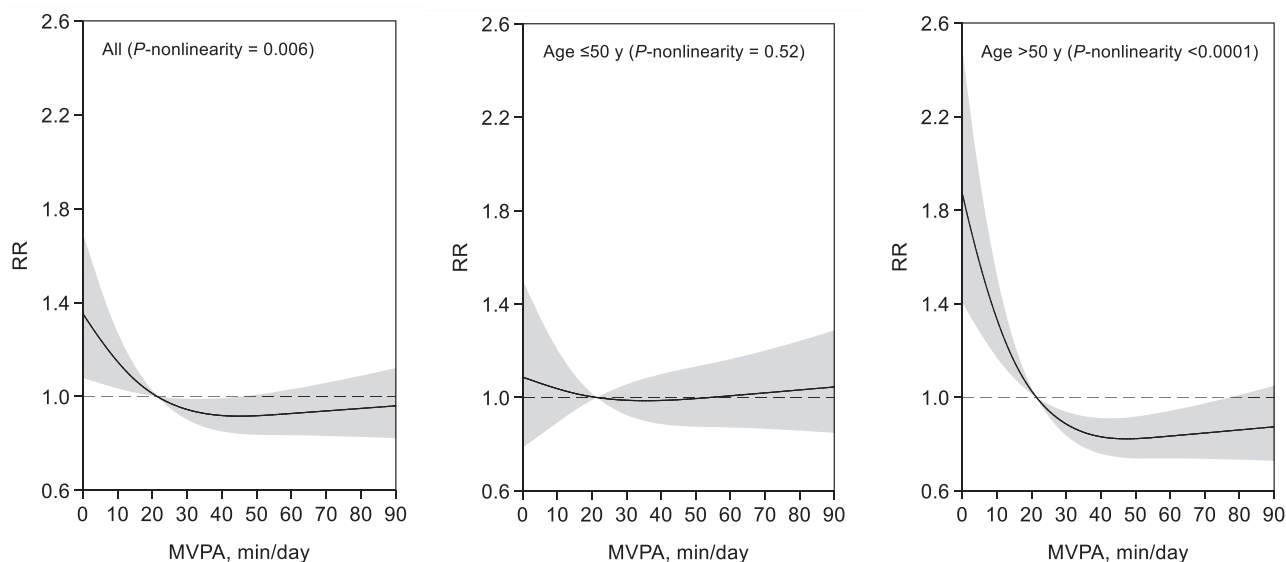 All (P-nonlinearity = 0.006)
2.6
2.2
1.8
1.4
1.0
0.6
RR
0 10 20 30 40 50 60 70 80 90
MVPA, min/day
Age ≤50 y (P-nonlinearity = 0.52)
2.6
2.2
1.8
1.4
1.0
0.6
RR
0 10 20 30 40 50 60 70 80 90
MVPA, min/day
Age >50 y (P-nonlinearity <0.0001)
2.6
2.2
1.8
1.4
1.0
0.6
RR
0 10 20 30 40 50 60 70 80 90
MVPA, min/day